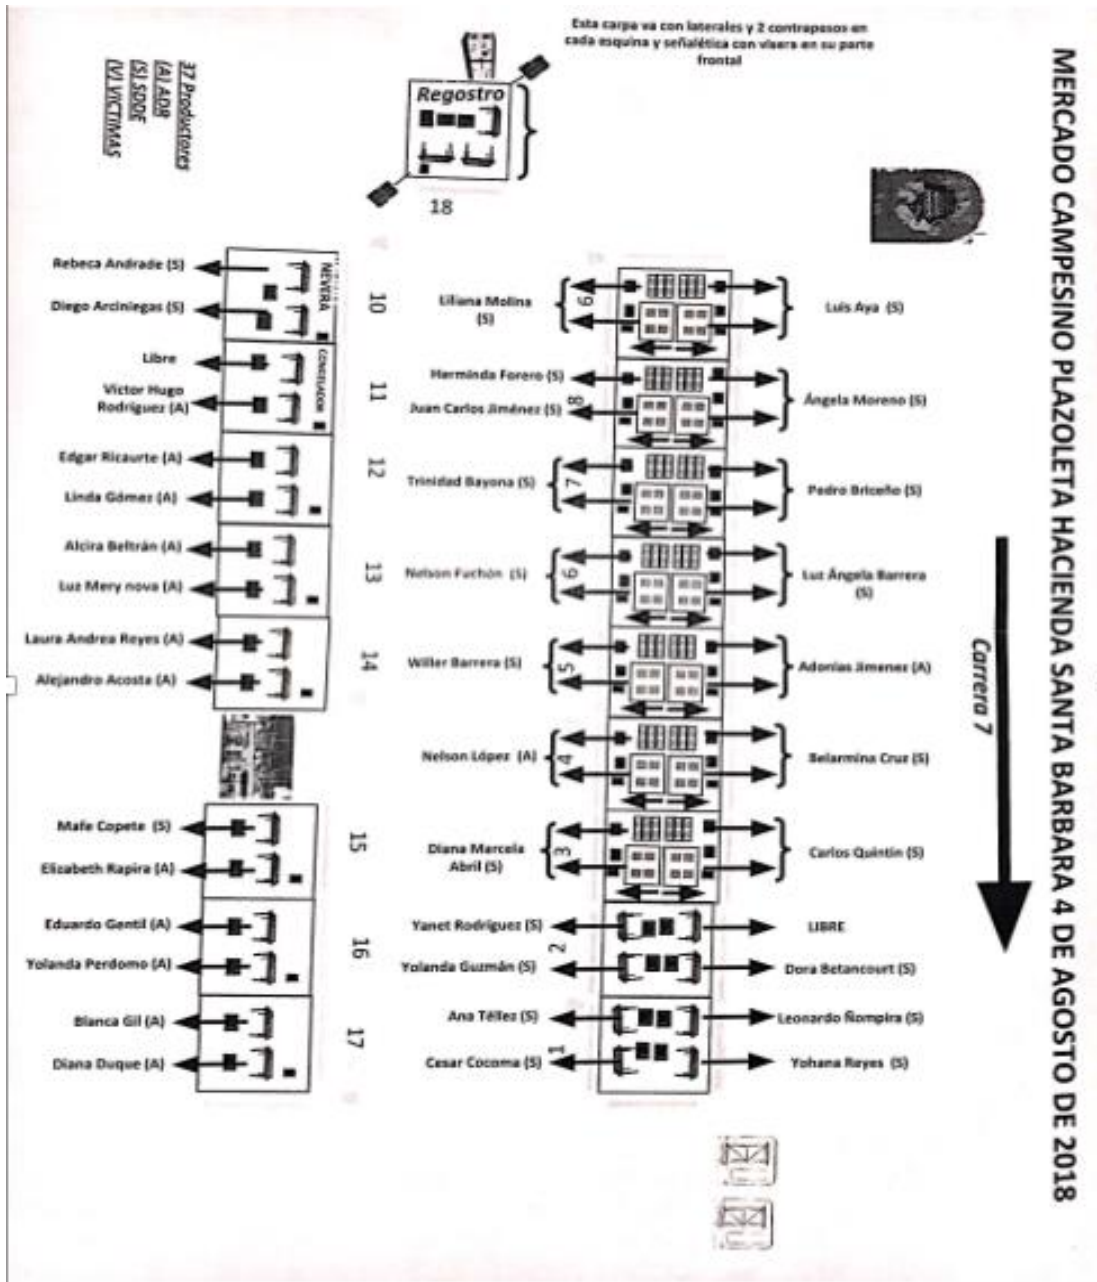 MERCADO CAMPESINO PLAZOLETA HACIENDA SANTA BARBARA 4 DE AGOSTO DE 2018
Esta carpa va con laterales y 2 contrapesos en
cada esquina y señalética con visera en su parte
frontal
37 Productores
(A) ADR
(S) SDDE
(V) VICTIMAS
Regostro
18
Carrera 7
Rebeca Andrade (S)
Diego Arciniegas (S)
NEVERA
10
Libre
Victor Hugo
Rodriguez (A)
CONGELADOR
11
Edgar Ricaurte (A)
Linda Gómez (A)
12
Alcira Beltrán (A)
Luz Mery nova (A)
13
Laura Andrea Reyes (A)
Alejandro Acosta (A)
14
Mafe Copete (S)
Elizabeth Rapira (A)
15
Eduardo Gentil (A)
Yolanda Perdomo (A)
16
Blanca Gil (A)
Diana Duque (A)
17
Liliana Molina
(S)
9
Luis Aya (S)
Herminda Forero (S)
Juan Carlos Jiménez (S)
8
Ángela Moreno (S)
Trinidad Bayona (S)
7
Pedro Briceño (S)
Nelson Fuchón (S)
6
Luz Ángela Barrera
(S)
Willer Barrera (S)
5
Adonias Jimenez (A)
Nelson López (A)
4
Belarmina Cruz (S)
Diana Marcela
Abril (S)
3
Carlos Quintin (S)
Yanet Rodríguez (S)
LIBRE
2
Yolanda Guzmán (S)
Dora Betancourt (S)
Ana Téllez (S)
Leonardo Ñompira (S)
1
Cesar Cocoma (S)
Yohana Reyes (S)